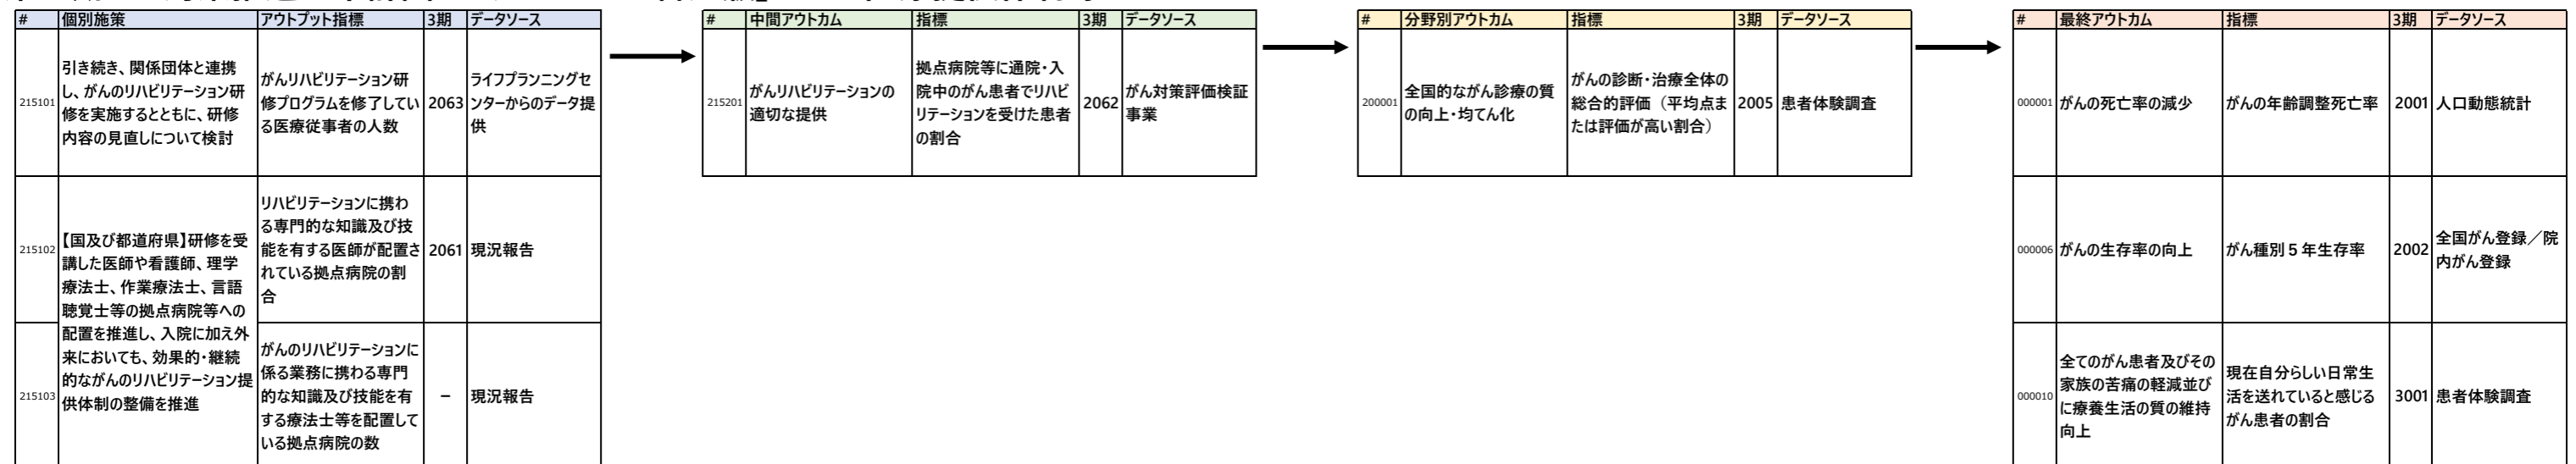 # 個別施策 アウトプット指標 3期 データソース
215101
引き続き、関係団体と連携
し、がんのリハビリテーション研
修を実施するとともに、研修
内容の見直しについて検討
がんリハビリテーション研
修プログラムを修了してい
る医療従事者の人数
2063
ライフプランニングセ
ンターからのデータ提
供
215102
【国及び都道府県】研修を受
講した医師や看護師、理学
療法士、作業療法士、言語
聴覚士等の拠点病院等への
配置を推進し、入院に加え外
来においても、効果的・継続
的ながんのリハビリテーション提
供体制の整備を推進
リハビリテーションに携わ
る専門的な知識及び技
能を有する医師が配置さ
れている拠点病院の割
合
2061
現況報告
215103
がんのリハビリテーションに
係る業務に携わる専門
的な知識及び技能を有
する療法士等を配置して
いる拠点病院の数
－
現況報告
# 中間アウトカム 指標 3期 データソース
215201
がんリハビリテーションの
適切な提供
拠点病院等に通院・入
院中のがん患者でリハビ
リテーションを受けた患者
の割合
2062
がん対策評価検証
事業
# 分野別アウトカム 指標 3期 データソース
200001
全国的ながん診療の質
の向上・均てん化
がんの診断・治療全体の
総合的評価（平均点ま
たは評価が高い割合）
2005
患者体験調査
# 最終アウトカム 指標 3期 データソース
000001
がんの死亡率の減少
がんの年齢調整死亡率
2001
人口動態統計
000006
がんの生存率の向上
がん種別５年生存率
2002
全国がん登録／院
内がん登録
000010
全てのがん患者及びその
家族の苦痛の軽減並び
に療養生活の質の維持
向上
現在自分らしい日常生
活を送れていると感じる
がん患者の割合
3001
患者体験調査